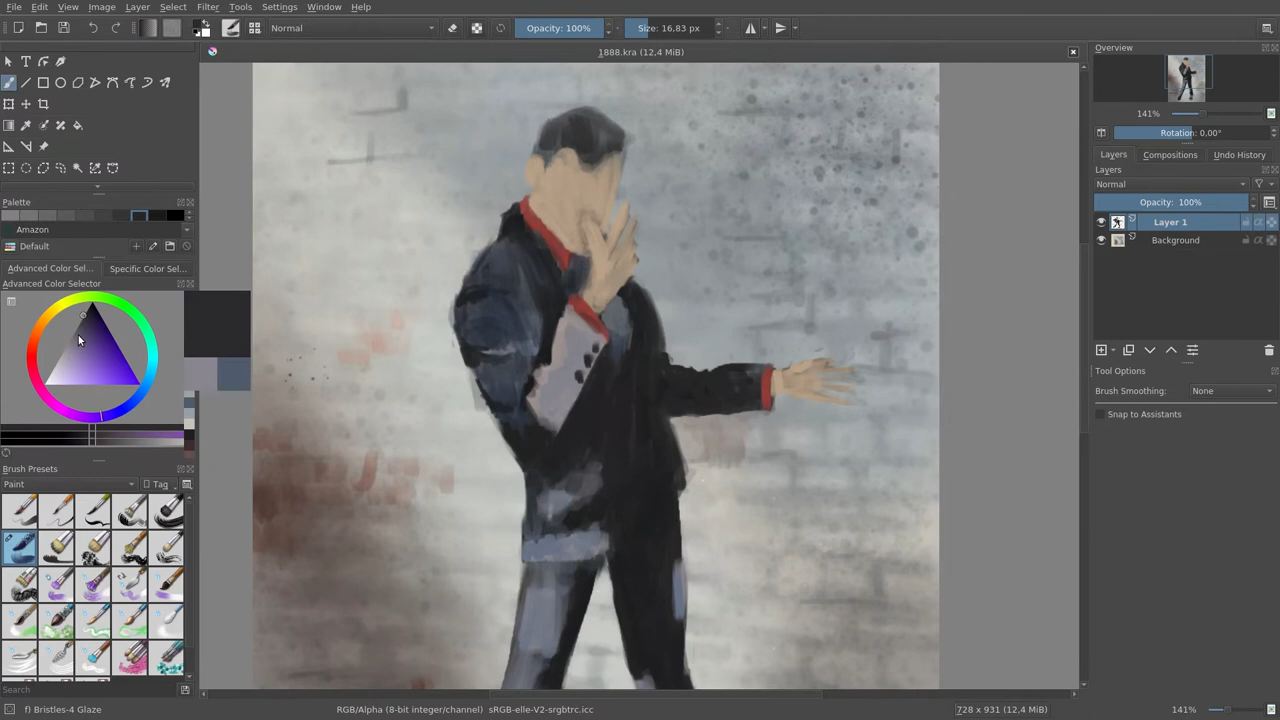 File Edit View Image Layer Select Filter Tools Settings Window Help
Normal Opacity: 100% Size: 16,83 px
1888.kra (12,4 MiB)
Overview
141%
Rotation: 0,00°
Layers Compositions Undo History
Layers
Normal
Opacity: 100%
Layer 1
Background
Tool Options
Brush Smoothing: None
Snap to Assistants
Palette
Amazon
Default
Advanced Color Sel... Specific Color Sel...
Advanced Color Selector
Brush Presets
Paint Tag
Search
f) Bristles-4 Glaze RGB/Alpha (8-bit integer/channel) sRGB-elle-V2-srgbtrc.icc 728 x 931 (12,4 MiB) 141%